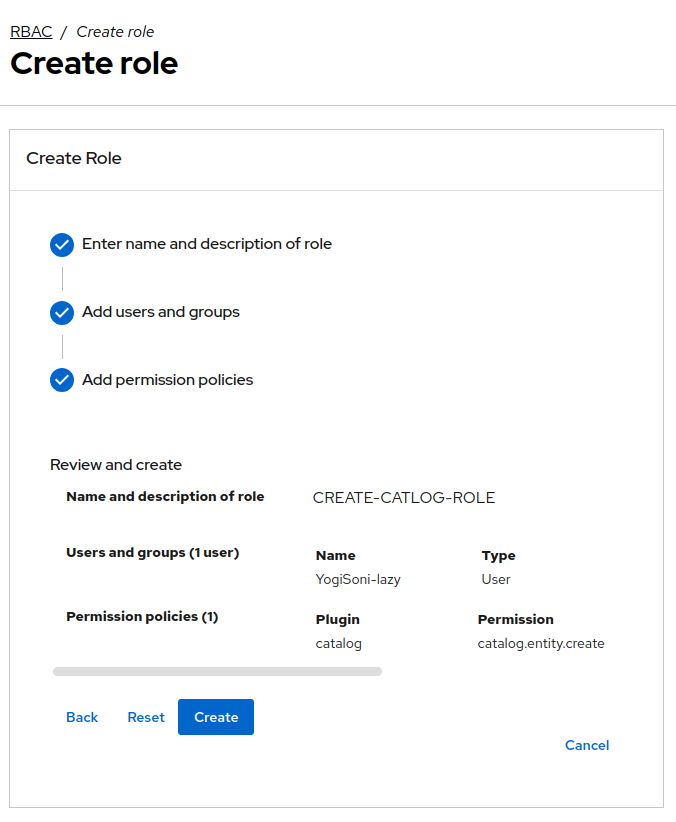 RBAC / Create role
Create role
Create Role
Enter name and description of role
Add users and groups
Add permission policies
Review and create
Name and description of role CREATE-CATLOG-ROLE
Users and groups (1 user) Name Type
YogiSoni-lazy User
Permission policies (1) Plugin Permission
catalog catalog.entity.create
Back Reset Create
Cancel